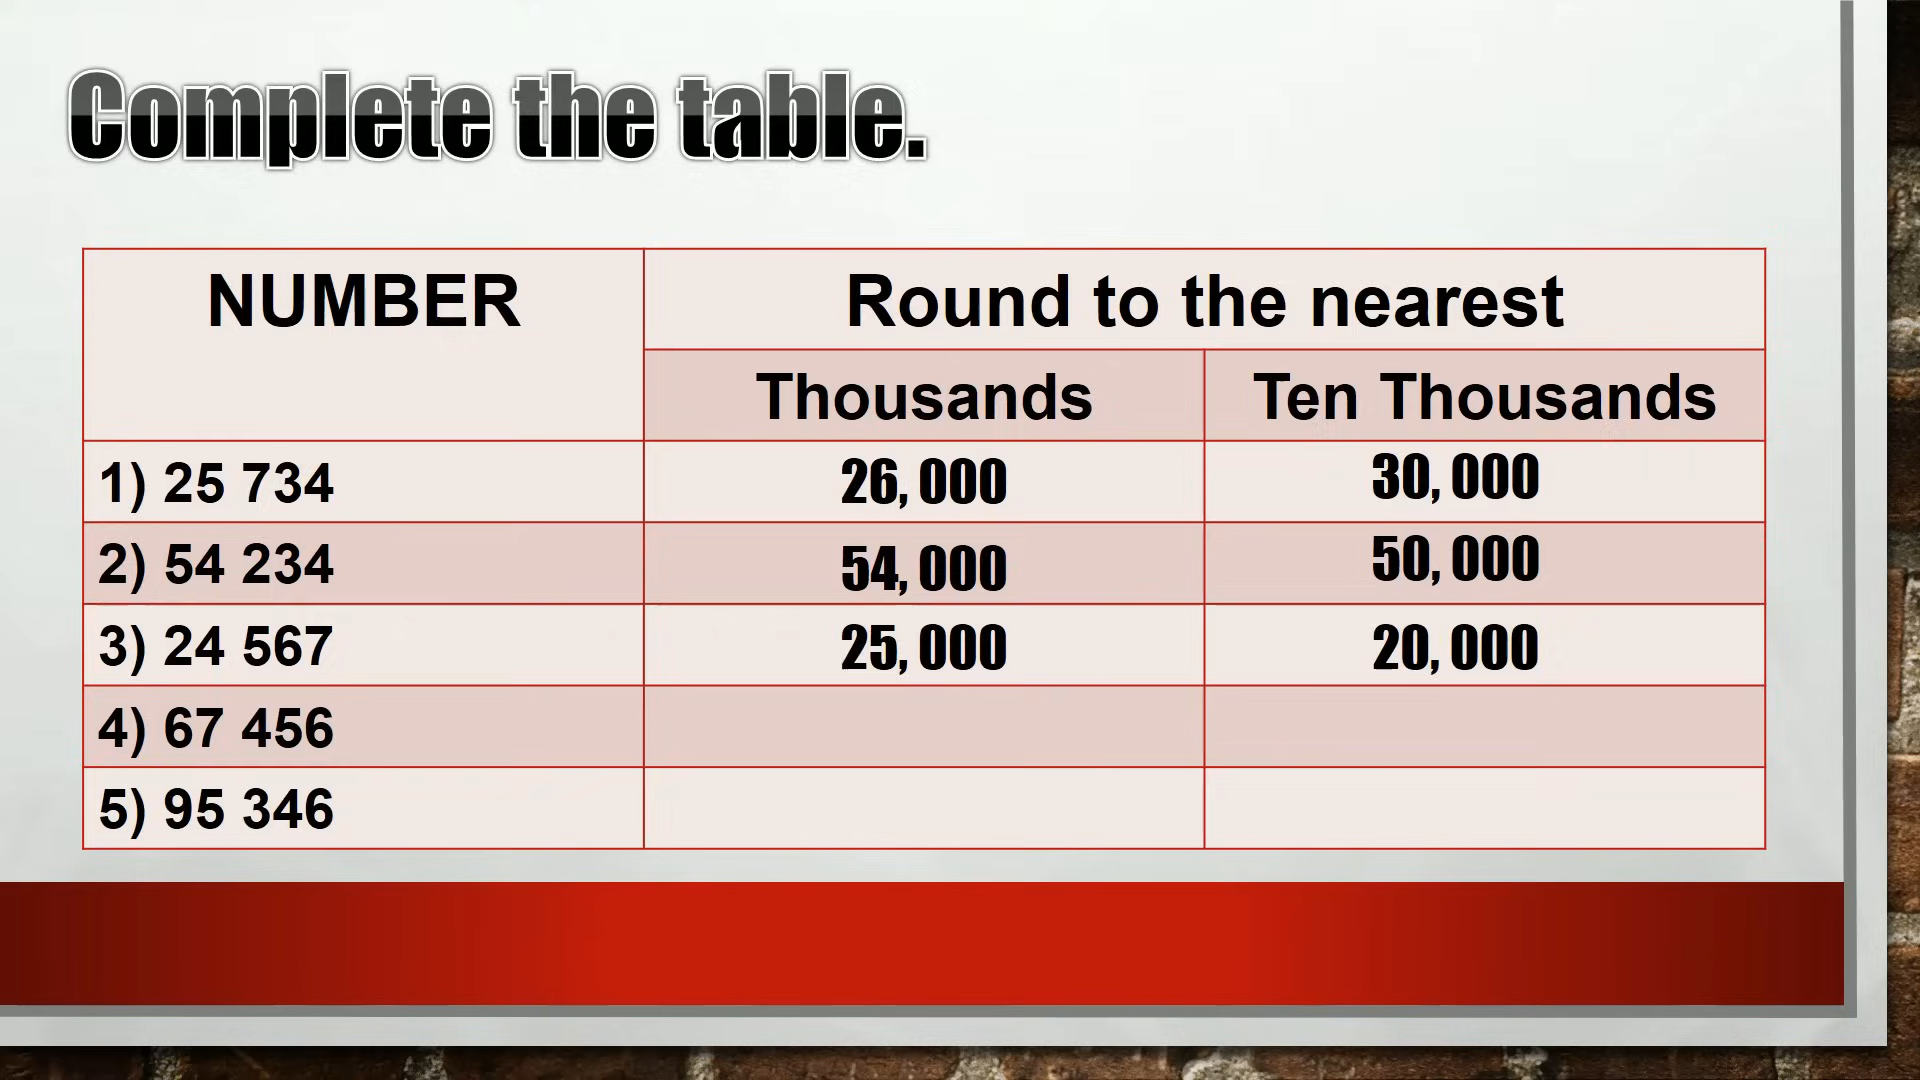 Complete the table.
NUMBER
Round to the nearest
Thousands
Ten Thousands
1) 25 734
26, 000
30, 000
2) 54 234
54, 000
50, 000
3) 24 567
25, 000
20, 000
4) 67 456
5) 95 346